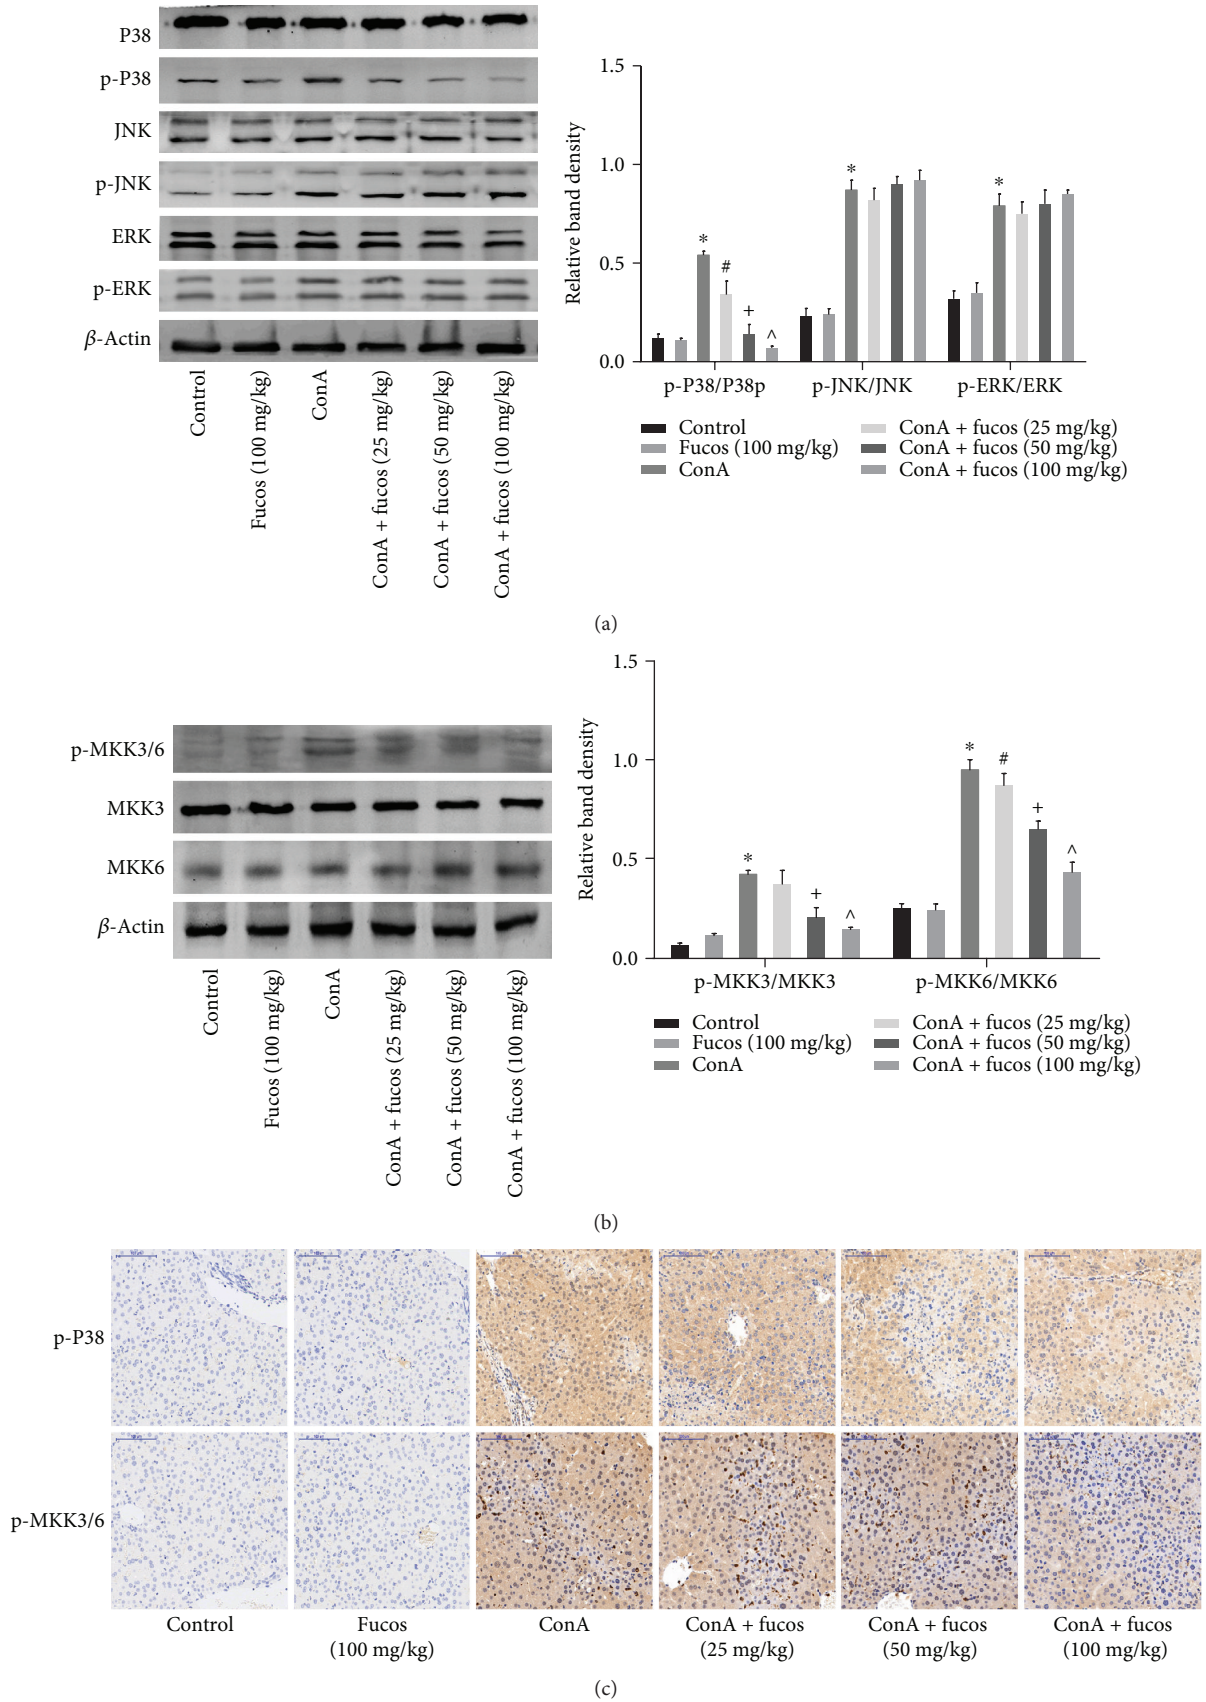 P38
p-P38
JNK
p-JNK
ERK
p-ERK
β-Actin
Control
Fucos (100 mg/kg)
ConA
ConA + fucos (25 mg/kg)
ConA + fucos (50 mg/kg)
ConA + fucos (100 mg/kg)
Relative band density
1.5
1.0
0.5
0.0
*
#
+
^
*
*
p-P38/P38p
p-JNK/JNK
p-ERK/ERK
Control
Fucos (100 mg/kg)
ConA
ConA + fucos (25 mg/kg)
ConA + fucos (50 mg/kg)
ConA + fucos (100 mg/kg)
(a)
p-MKK3/6
MKK3
MKK6
β-Actin
Control
Fucos (100 mg/kg)
ConA
ConA + fucos (25 mg/kg)
ConA + fucos (50 mg/kg)
ConA + fucos (100 mg/kg)
Relative band density
1.5
1.0
0.5
0.0
*
+
^
*
#
+
^
p-MKK3/MKK3
p-MKK6/MKK6
Control
Fucos (100 mg/kg)
ConA
ConA + fucos (25 mg/kg)
ConA + fucos (50 mg/kg)
ConA + fucos (100 mg/kg)
(b)
p-P38
p-MKK3/6
Control
Fucos
(100 mg/kg)
ConA
ConA + fucos
(25 mg/kg)
ConA + fucos
(50 mg/kg)
ConA + fucos
(100 mg/kg)
(c)